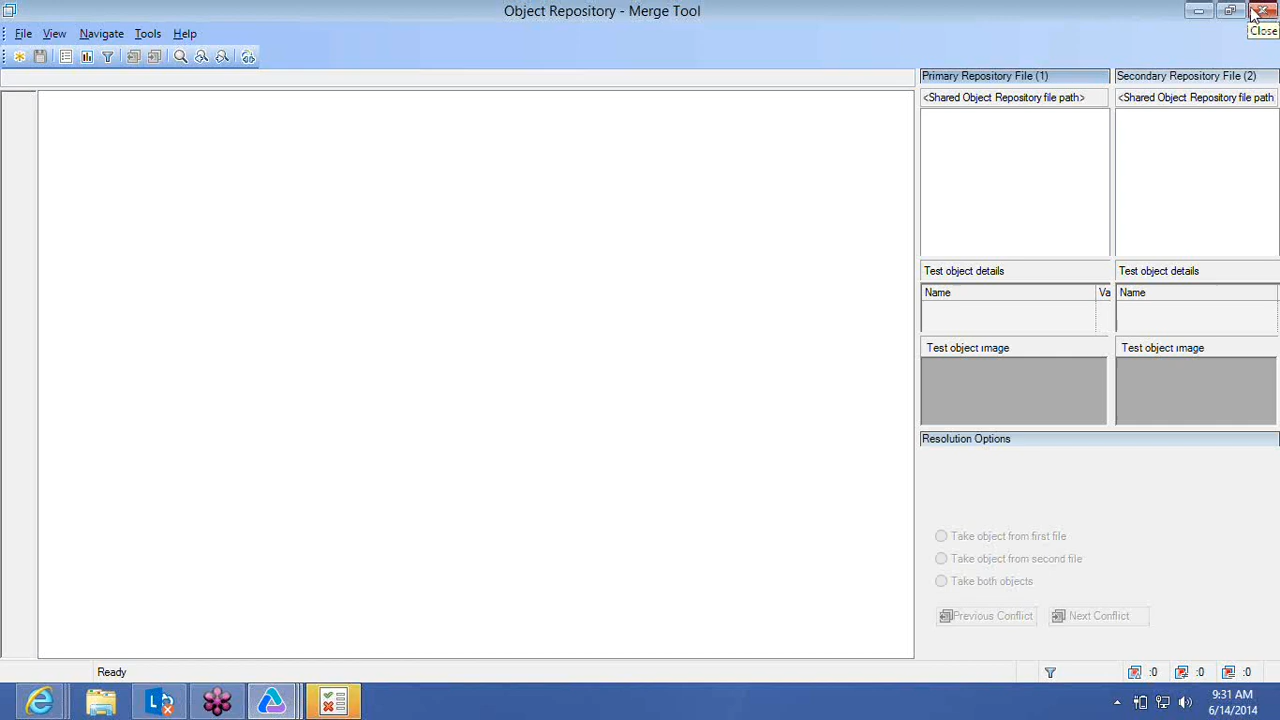 Object Repository - Merge Tool
Close
File View Navigate Tools Help
Primary Repository File (1) Secondary Repository File (2)
<Shared Object Repository file path> <Shared Object Repository file path
Test object details Test object details
Name Va Name
Test object image Test object image
Resolution Options
Take object from first file
Take object from second file
Take both objects
Previous Conflict Next Conflict
Ready :0 :0 :0
9:31 AM
6/14/2014